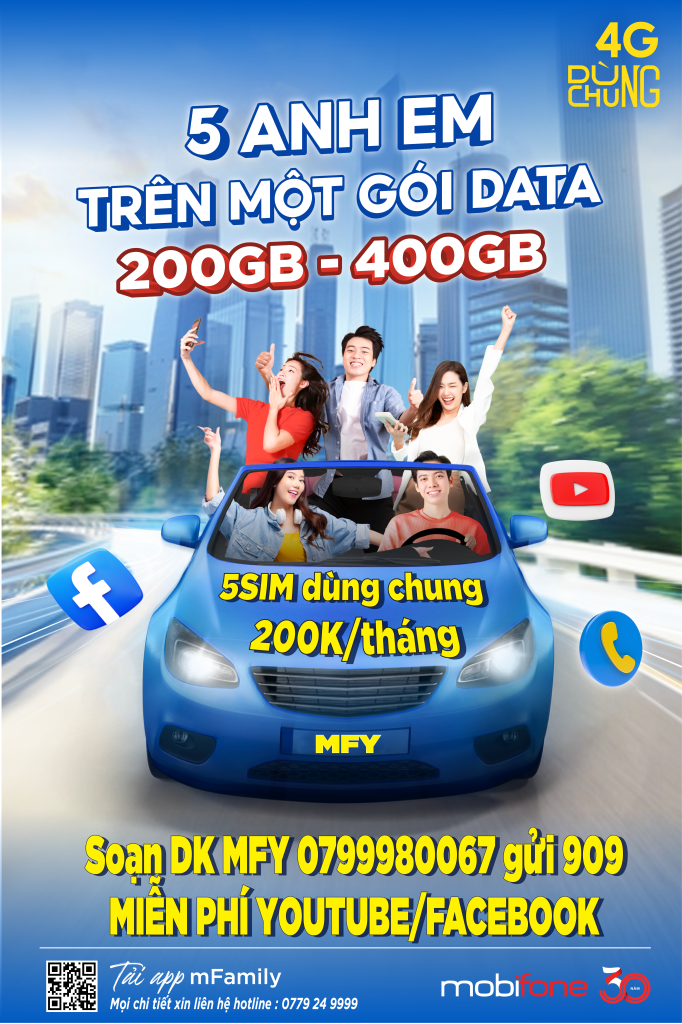 4G
DÙNG
CHUNG
5 ANH EM
TRÊN MỘT GÓI DATA
200GB - 400GB
5SIM dùng chung
200K/tháng
MFY
Soạn DK MFY 0799980067 gửi 909
MIỄN PHÍ YOUTUBE/FACEBOOK
Tải app mFamily
Mọi chi tiết xin liên hệ hotline : 0779 24 9999
mobifone 30 NĂM